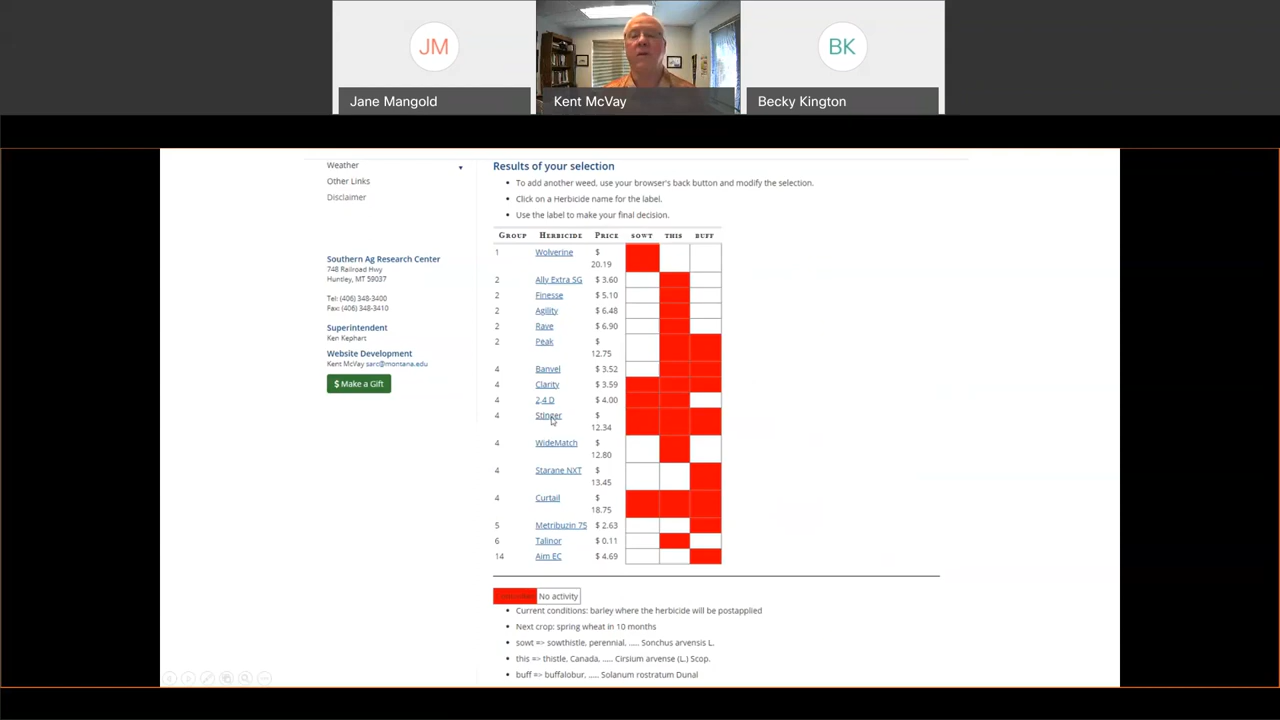 JM
BK
Jane Mangold
Kent McVay
Becky Kington
Weather
Other Links
Disclaimer
Southern Ag Research Center
748 Railroad Hwy
Huntley, MT 59037
Tel: (406) 348-3400
Fax: (406) 348-3410
Superintendent
Ken Kephart
Website Development
Kent McVay sarc@montana.edu
$ Make a Gift
Results of your selection
• To add another weed, use your browser's back button and modify the selection.
• Click on a Herbicide name for the label.
• Use the label to make your final decision.
GROUP HERBICIDE PRICE SOWT THIS BUFF
1 Wolverine $
20.19
2 Ally Extra SG $ 3.60
2 Finesse $ 5.10
2 Agility $ 6.48
2 Rave $ 6.90
2 Peak $
12.75
4 Banvel $ 3.52
4 Clarity $ 3.59
4 2,4 D $ 4.00
4 Stinger $
12.34
4 WideMatch $
12.80
4 Starane NXT $
13.45
4 Curtail $
18.75
5 Metribuzin 75 $ 2.63
6 Talinor $ 0.11
14 Aim EC $ 4.69
No activity
• Current conditions: barley where the herbicide will be postapplied
• Next crop: spring wheat in 10 months
• sowt => sowthistle, perennial, ..... Sonchus arvensis L.
• this => thistle, Canada, ..... Cirsium arvense (L.) Scop.
• buff => buffalobur, ..... Solanum rostratum Dunal